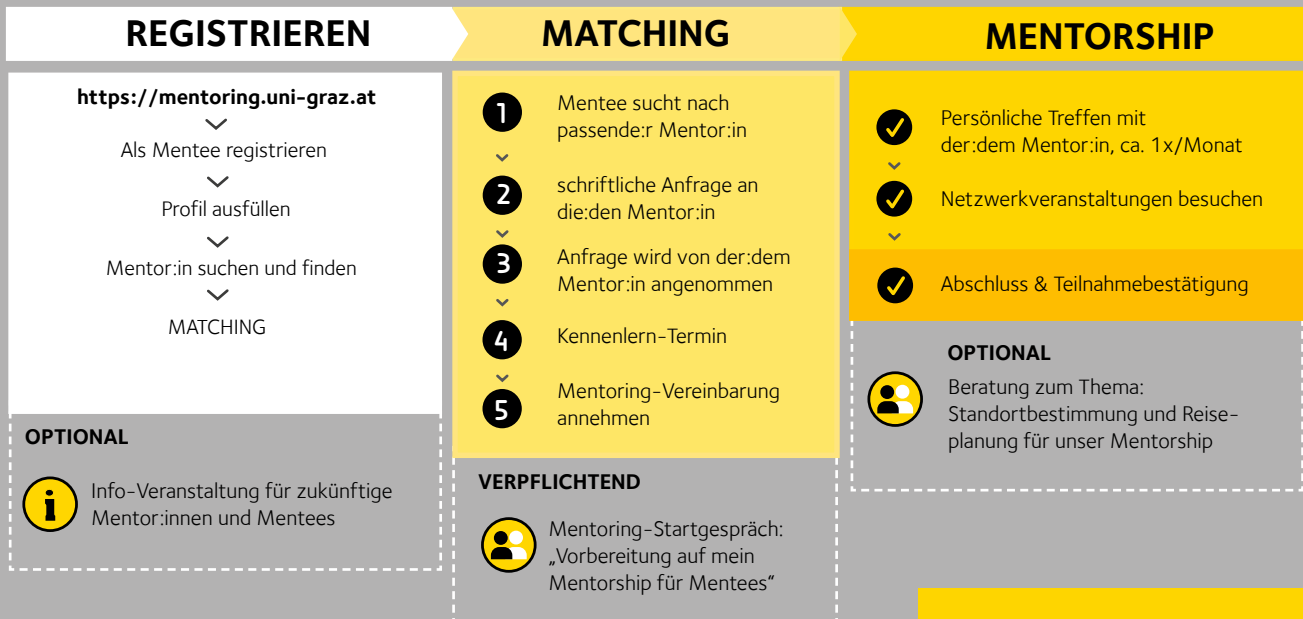 REGISTRIEREN
https://mentoring.uni-graz.at
Als Mentee registrieren
Profil ausfüllen
Mentor:in suchen und finden
MATCHING
OPTIONAL
Info-Veranstaltung für zukünftige
Mentor:innen und Mentees
MATCHING
1 Mentee sucht nach
passende:r Mentor:in
2 schriftliche Anfrage an
die:den Mentor:in
3 Anfrage wird von der:dem
Mentor:in angenommen
4 Kennenlern-Termin
5 Mentoring-Vereinbarung
annehmen
VERPFLICHTEND
Mentoring-Startgespräch:
„Vorbereitung auf mein
Mentorship für Mentees“
MENTORSHIP
Persönliche Treffen mit
der:dem Mentor:in, ca. 1x/Monat
Netzwerkveranstaltungen besuchen
Abschluss & Teilnahmebestätigung
OPTIONAL
Beratung zum Thema:
Standortbestimmung und Reise-
planung für unser Mentorship